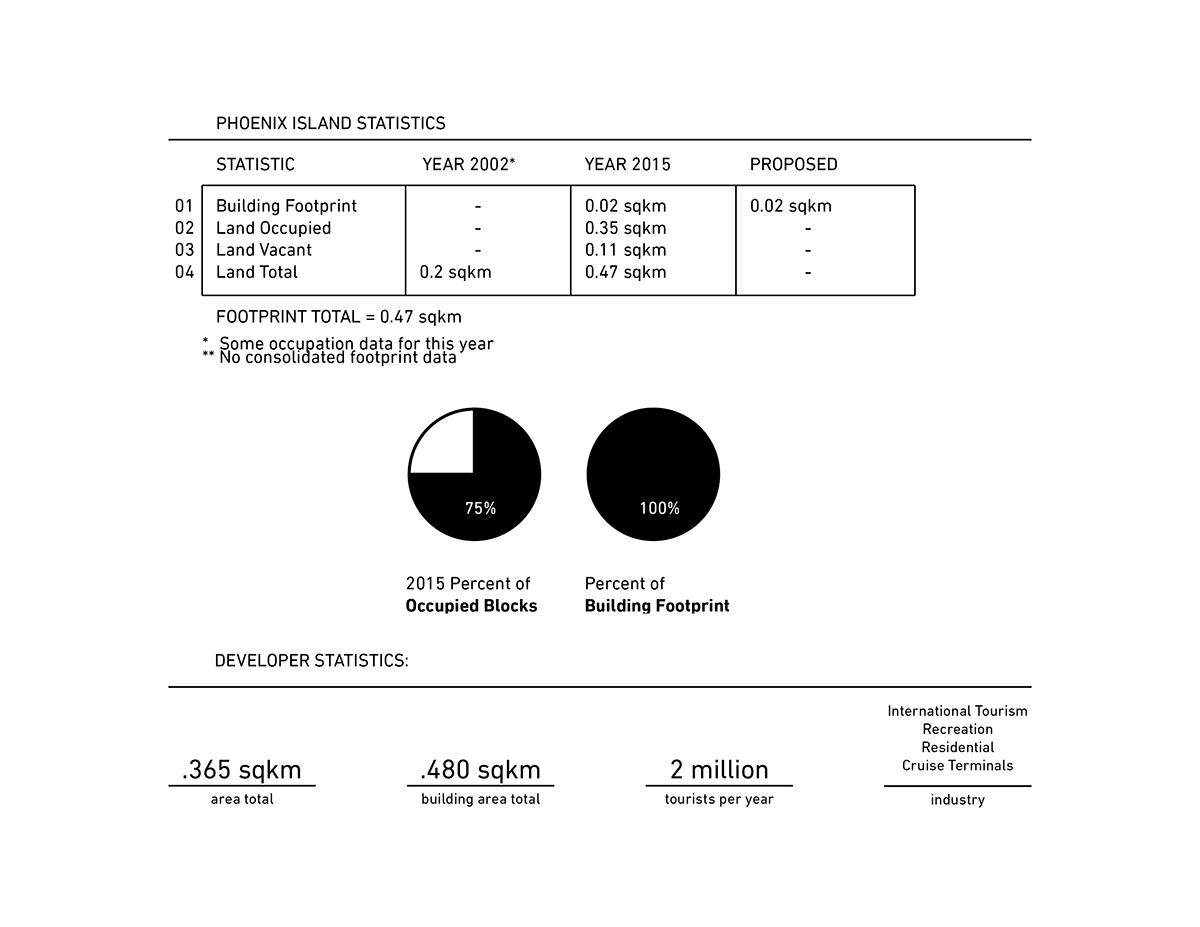 PHOENIX ISLAND STATISTICS
STATISTIC YEAR 2002* YEAR 2015 PROPOSED
01 Building Footprint - 0.02 sqkm 0.02 sqkm
02 Land Occupied - 0.35 sqkm -
03 Land Vacant - 0.11 sqkm -
04 Land Total 0.2 sqkm 0.47 sqkm -
FOOTPRINT TOTAL = 0.47 sqkm
* Some occupation data for this year
** No consolidated footprint data
75% 100%
2015 Percent of
Occupied Blocks
Percent of
Building Footprint
DEVELOPER STATISTICS:
.365 sqkm
area total
.480 sqkm
building area total
2 million
tourists per year
International Tourism
Recreation
Residential
Cruise Terminals
industry